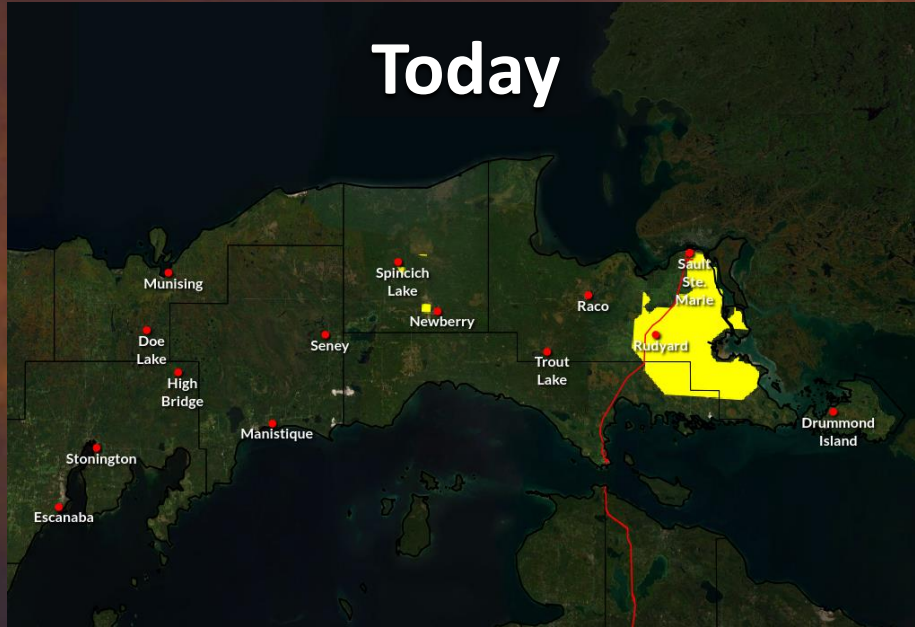 Today
Munising
Spincich
Lake
Sault
Ste.
Marie
Raco
Newberry
Doe
Lake
Seney
Rudyard
Trout
Lake
High
Bridge
Drummond
Island
Manistique
Stonington
Escanaba